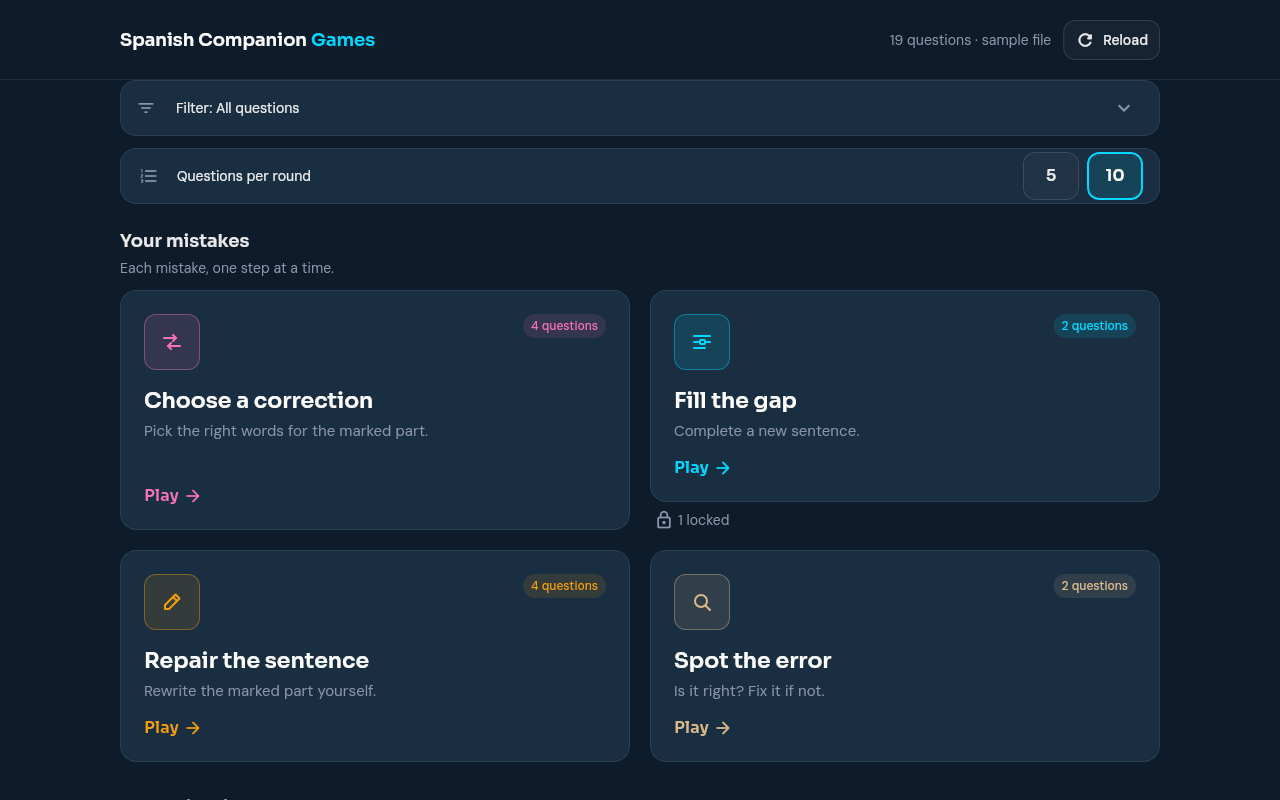 Spanish Companion Games
19 questions · sample file
Reload
Filter: All questions
Questions per round
5
10
Your mistakes
Each mistake, one step at a time.
4 questions
Choose a correction
Pick the right words for the marked part.
Play →
2 questions
Fill the gap
Complete a new sentence.
Play →
1 locked
4 questions
Repair the sentence
Rewrite the marked part yourself.
Play →
2 questions
Spot the error
Is it right? Fix it if not.
Play →